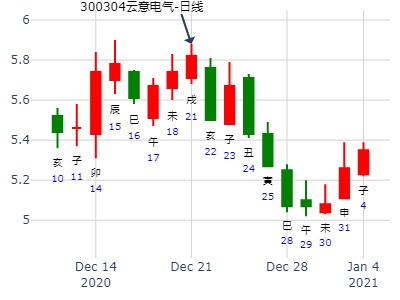 300304云意电气-日线
6
5.8
5.6
5.4
5.2
5
亥
10
子
11
卯
14
辰
15
巳
16
午
17
未
18
戌
21
亥
22
子
23
丑
24
寅
25
巳
28
午
29
未
30
申
31
子
4
Dec 14
2020
Dec 21
Dec 28
Jan 4
2021